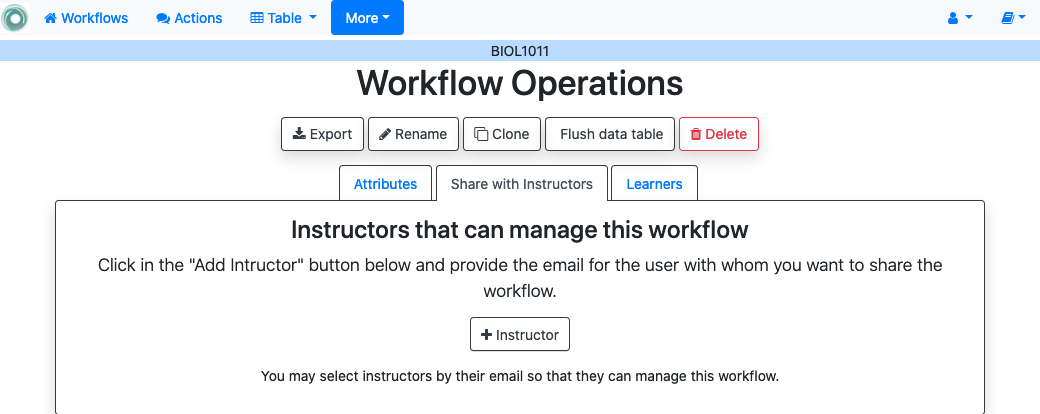 Workflows Actions Table More
BIOL1011
Workflow Operations
Export Rename Clone Flush data table Delete
Attributes Share with Instructors Learners
Instructors that can manage this workflow
Click in the "Add Intructor" button below and provide the email for the user with whom you want to share the
workflow.
Instructor
You may select instructors by their email so that they can manage this workflow.